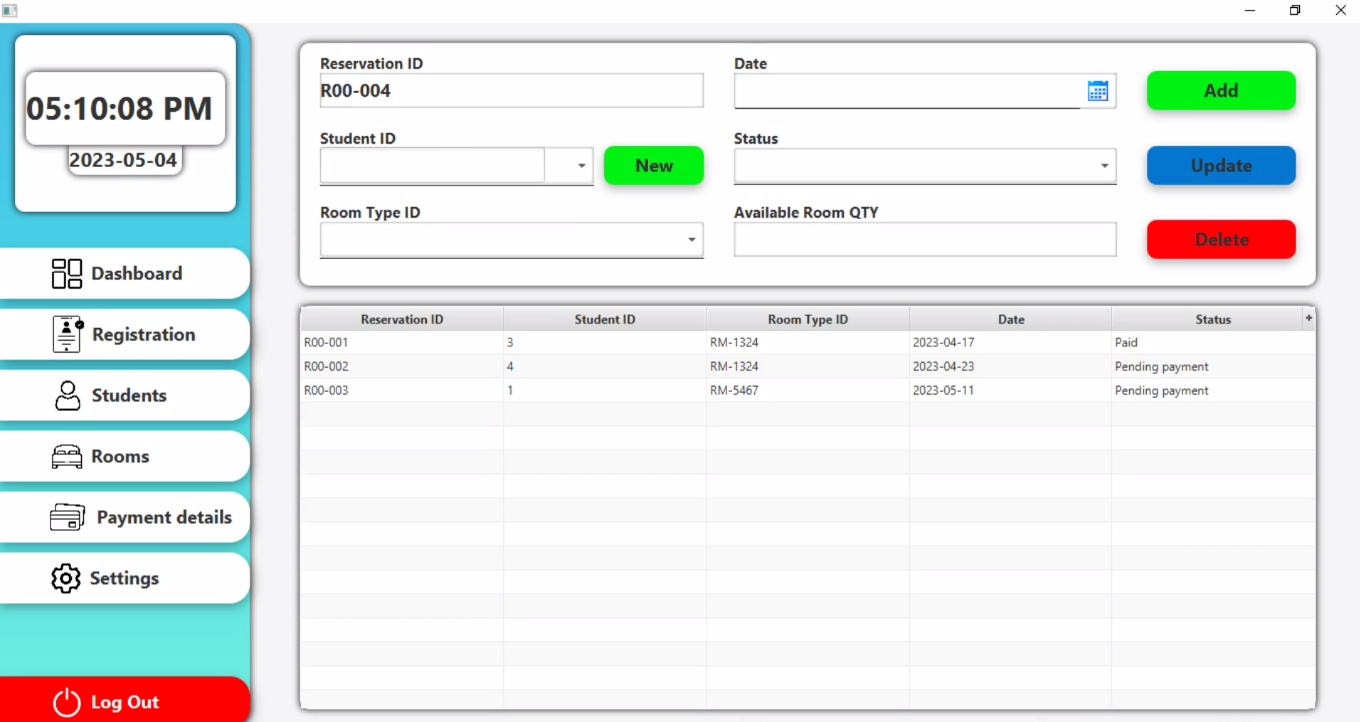 05:10:08 PM
2023-05-04
Dashboard
Registration
Students
Rooms
Payment details
Settings
Log Out
Reservation ID
R00-004
Date
Add
Student ID
New
Status
Update
Room Type ID
Available Room QTY
Delete
Reservation ID Student ID Room Type ID Date Status +
R00-001 3 RM-1324 2023-04-17 Paid
R00-002 4 RM-1324 2023-04-23 Pending payment
R00-003 1 RM-5467 2023-05-11 Pending payment